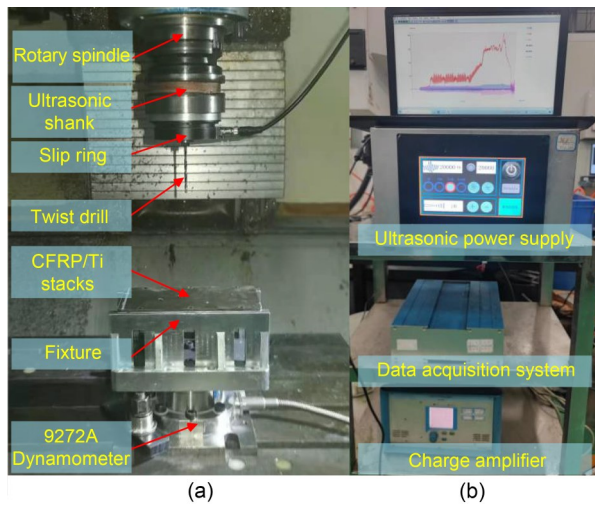 Rotary spindle
Ultrasonic
shank
Slip ring
Twist drill
CFRP/Ti
stacks
Fixture
9272A
Dynamometer
Ultrasonic power supply
Data acquisition system
Charge amplifier
(a)
(b)